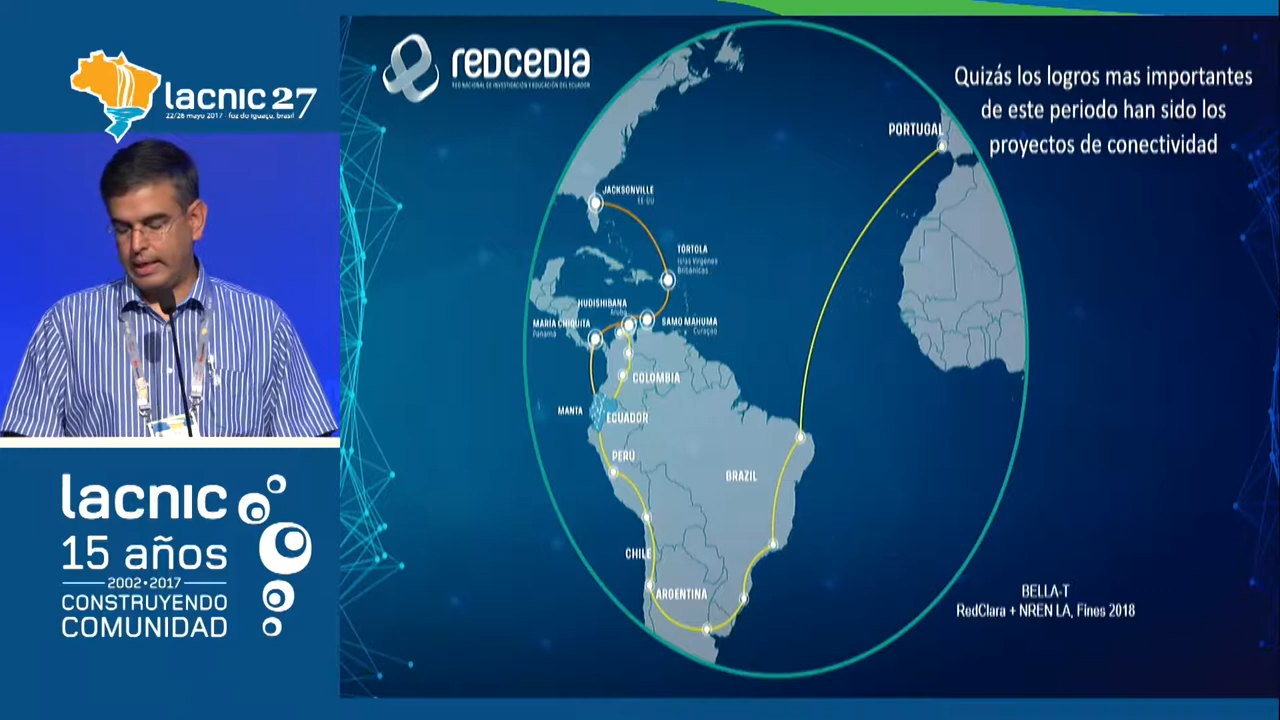 lacnic 27
22/26 mayo 2017 - foz do iguaçu, brasil
lacnic
15 años
2002•2017
CONSTRUYENDO
COMUNIDAD
redcedia
RED NACIONAL DE INVESTIGACIÓN Y EDUCACIÓN DEL ECUADOR
Quizás los logros mas importantes
de este periodo han sido los
proyectos de conectividad
PORTUGAL
JACKSONVILLE
EE-UU
TÓRTOLA
Islas Vírgenes
Británicas
HUDISHIBANA
Aruba
MARÍA CHIQUITA
Panamá
SAMO MAHUMA
Curaçao
COLOMBIA
MANTA
ECUADOR
PERÚ
BRAZIL
CHILE
ARGENTINA
BELLA-T
RedClara + NREN LA, Fines 2018